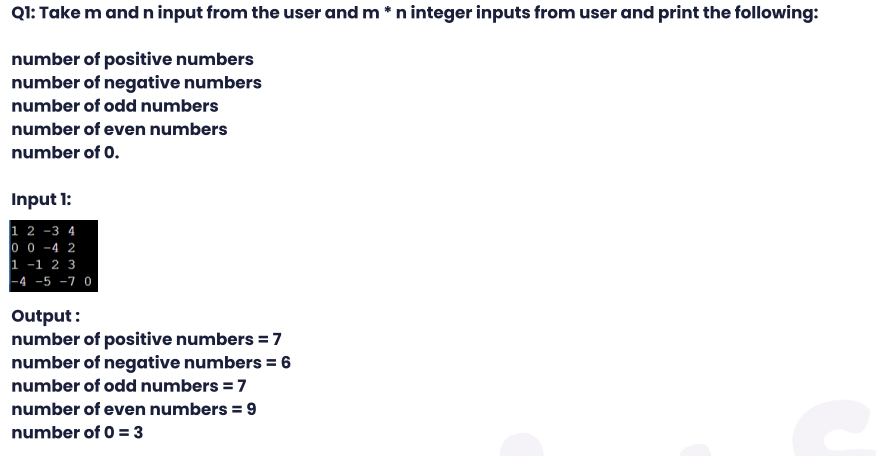 Q1: Take m and n input from the user and m * n integer inputs from user and print the following:
number of positive numbers
number of negative numbers
number of odd numbers
number of even numbers
number of 0.
Input 1:
1 2 -3 4
0 0 -4 2
1 -1 2 3
-4 -5 -7 0
Output :
number of positive numbers = 7
number of negative numbers = 6
number of odd numbers = 7
number of even numbers = 9
number of 0 = 3